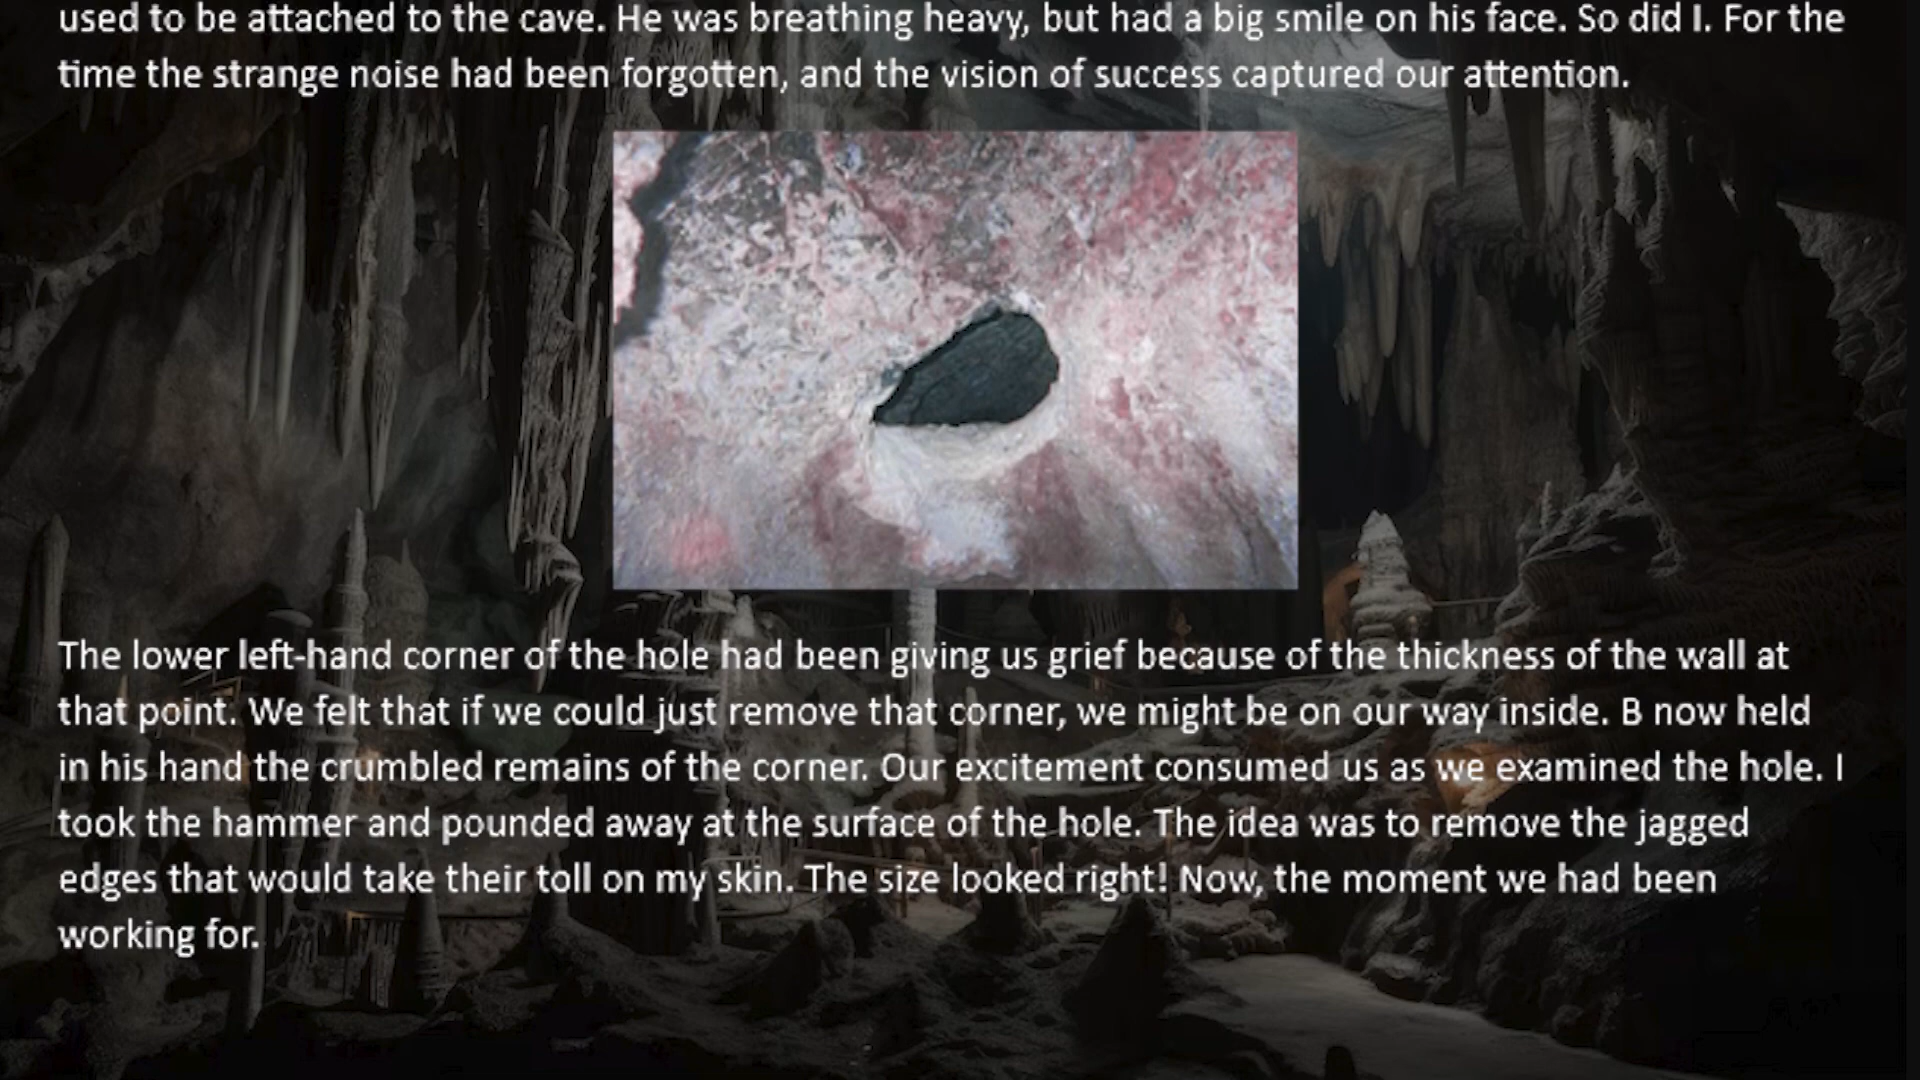 used to be attached to the cave. He was breathing heavy, but had a big smile on his face. So did I. For the
time the strange noise had been forgotten, and the vision of success captured our attention.
The lower left-hand corner of the hole had been giving us grief because of the thickness of the wall at
that point. We felt that if we could just remove that corner, we might be on our way inside. B now held
in his hand the crumbled remains of the corner. Our excitement consumed us as we examined the hole. I
took the hammer and pounded away at the surface of the hole. The idea was to remove the jagged
edges that would take their toll on my skin. The size looked right! Now, the moment we had been
working for.